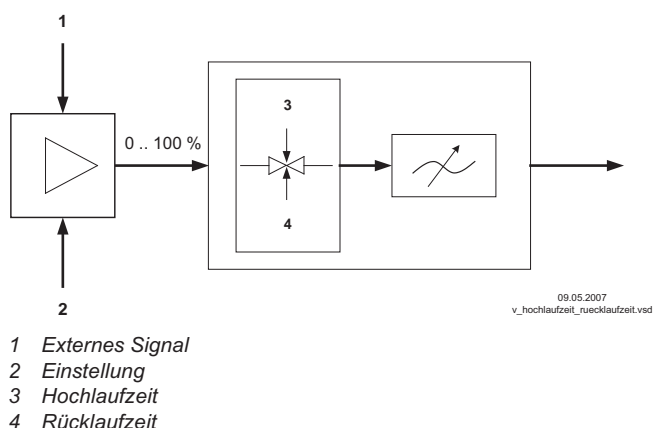 1
3
0 .. 100 %
4
2
09.05.2007
v_hochlaufzeit_ruecklaufzeit.vsd
1 Externes Signal
2 Einstellung
3 Hochlaufzeit
4 Rücklaufzeit